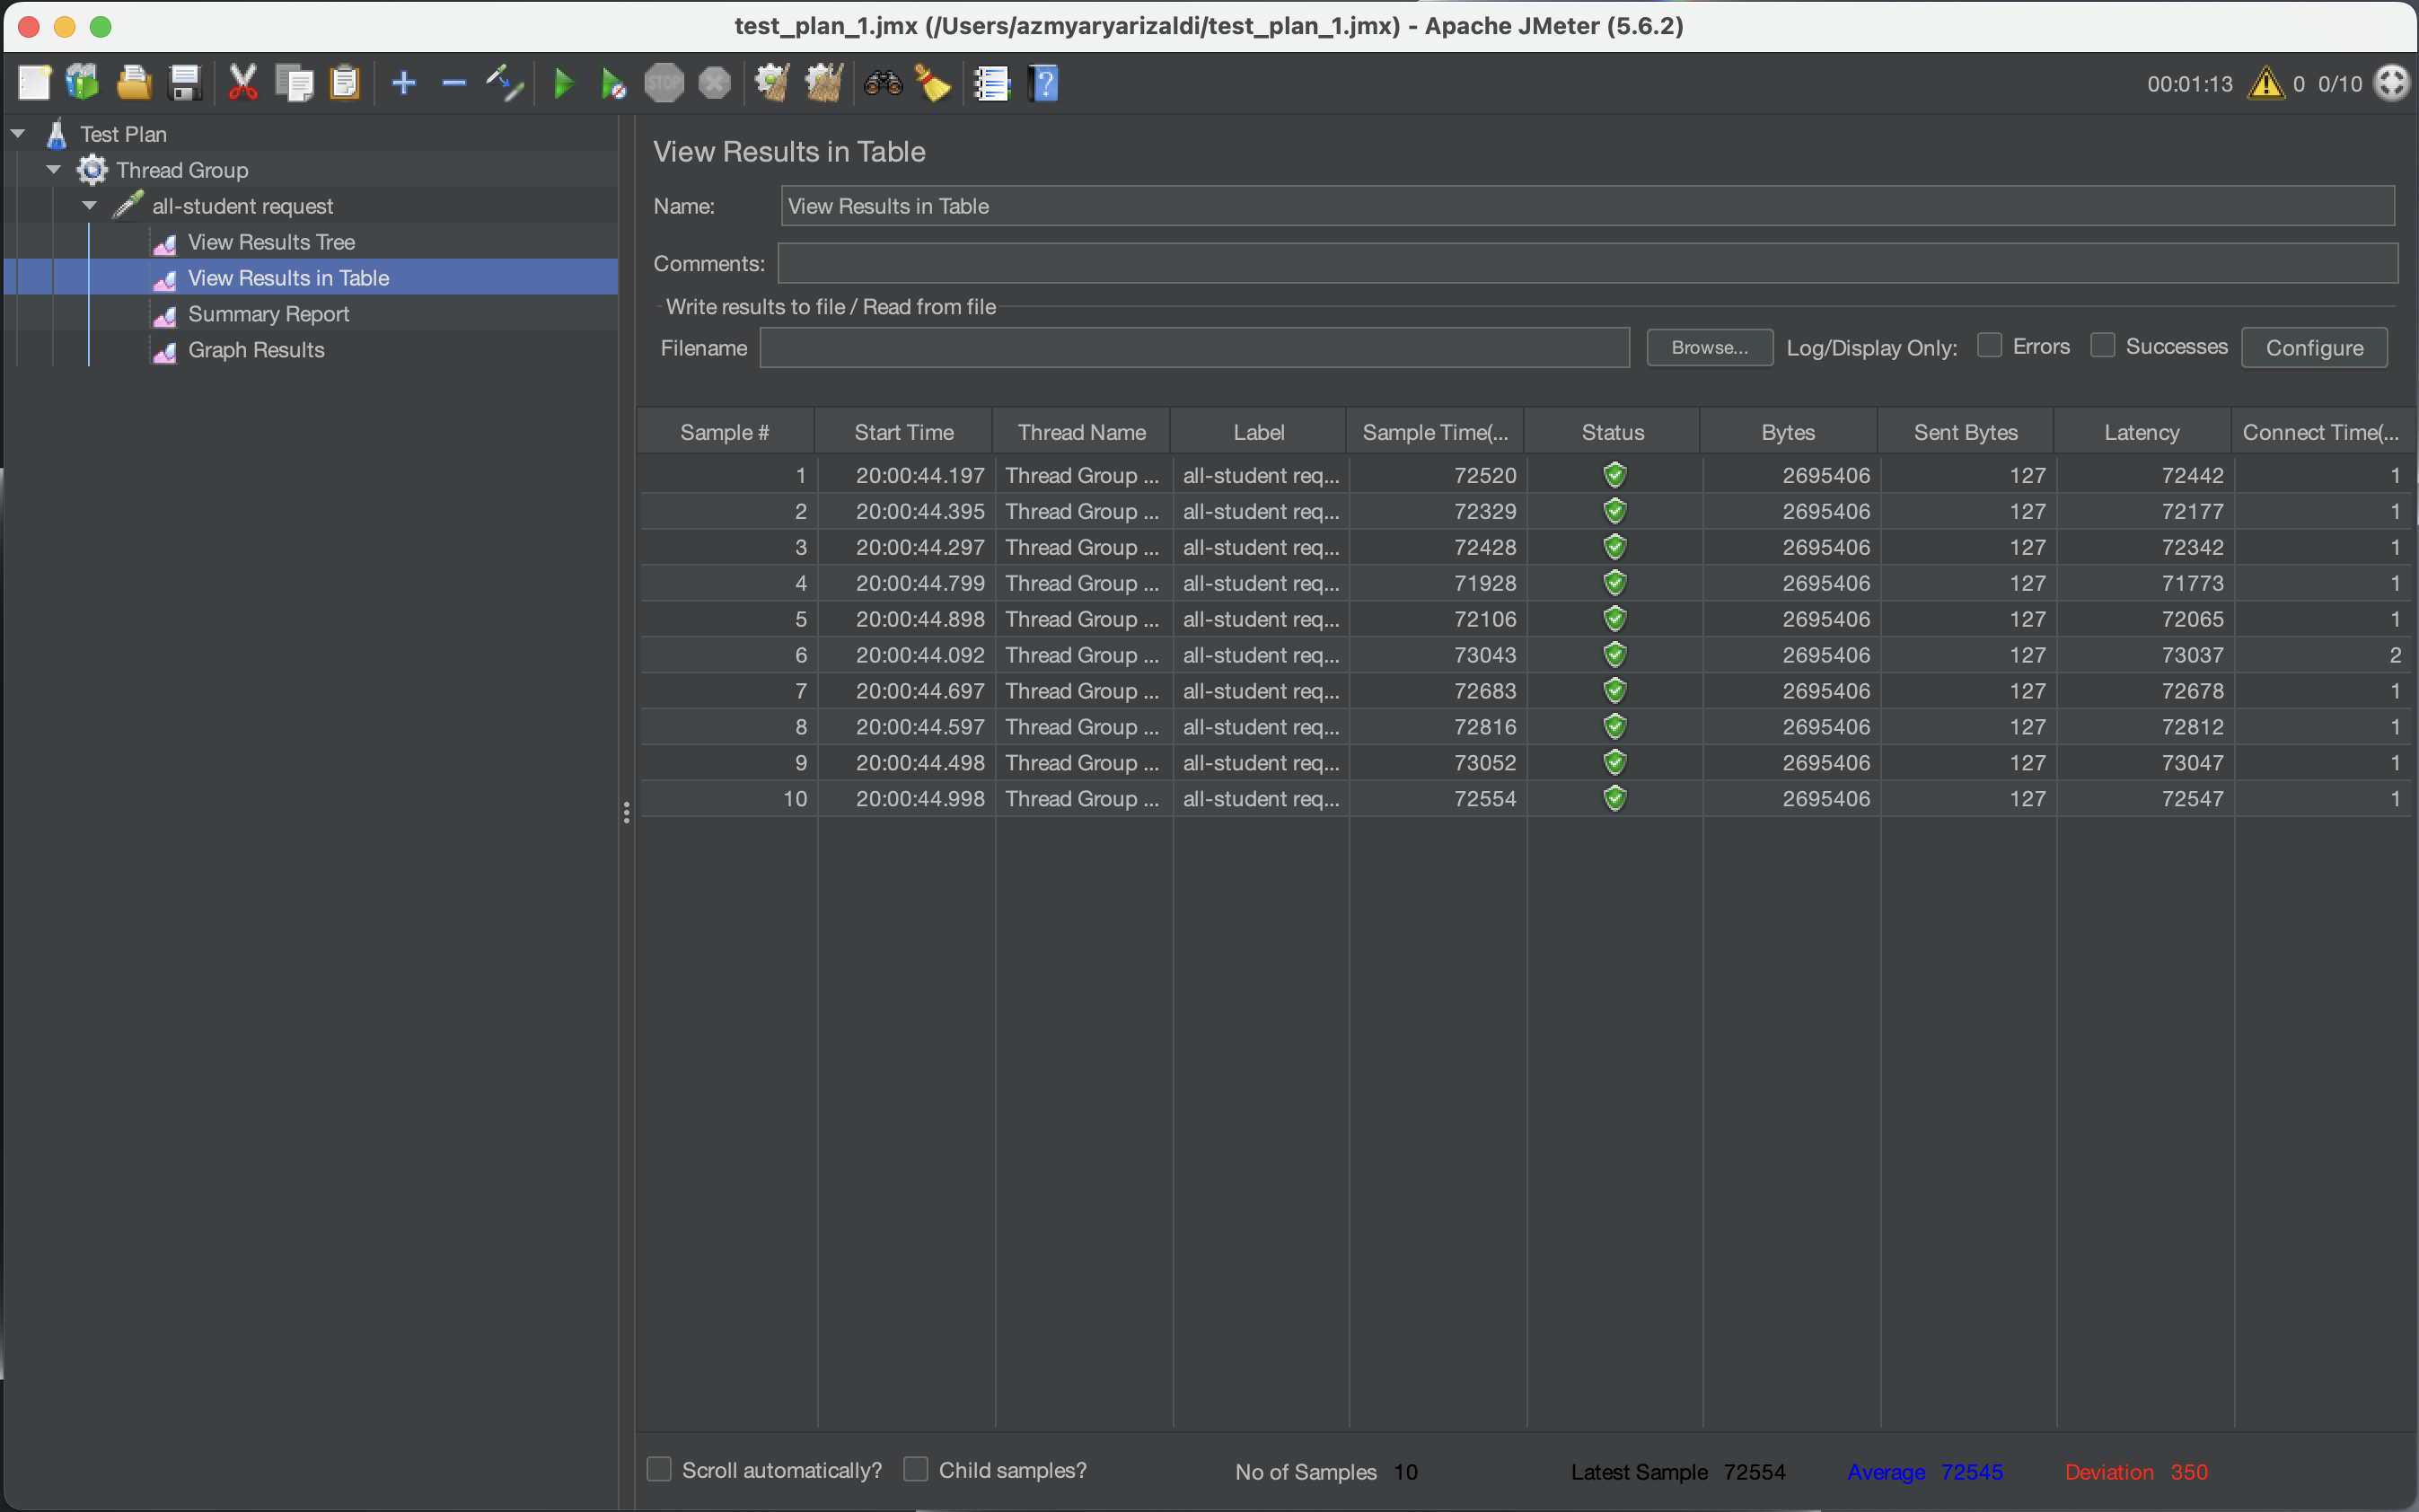 test_plan_1.jmx (/Users/azmyaryarizaldi/test_plan_1.jmx) - Apache JMeter (5.6.2)
STOP
00:01:13 0 0/10
Test Plan
Thread Group
all-student request
View Results Tree
View Results in Table
Summary Report
Graph Results
View Results in Table
Name: View Results in Table
Comments:
Write results to file / Read from file
Filename Browse... Log/Display Only: Errors Successes Configure
Sample # Start Time Thread Name Label Sample Time(... Status Bytes Sent Bytes Latency Connect Time(...
1 20:00:44.197 Thread Group ... all-student req... 72520 2695406 127 72442 1
2 20:00:44.395 Thread Group ... all-student req... 72329 2695406 127 72177 1
3 20:00:44.297 Thread Group ... all-student req... 72428 2695406 127 72342 1
4 20:00:44.799 Thread Group ... all-student req... 71928 2695406 127 71773 1
5 20:00:44.898 Thread Group ... all-student req... 72106 2695406 127 72065 1
6 20:00:44.092 Thread Group ... all-student req... 73043 2695406 127 73037 2
7 20:00:44.697 Thread Group ... all-student req... 72683 2695406 127 72678 1
8 20:00:44.597 Thread Group ... all-student req... 72816 2695406 127 72812 1
9 20:00:44.498 Thread Group ... all-student req... 73052 2695406 127 73047 1
10 20:00:44.998 Thread Group ... all-student req... 72554 2695406 127 72547 1
Scroll automatically? Child samples? No of Samples 10 Latest Sample 72554 Average 72545 Deviation 350